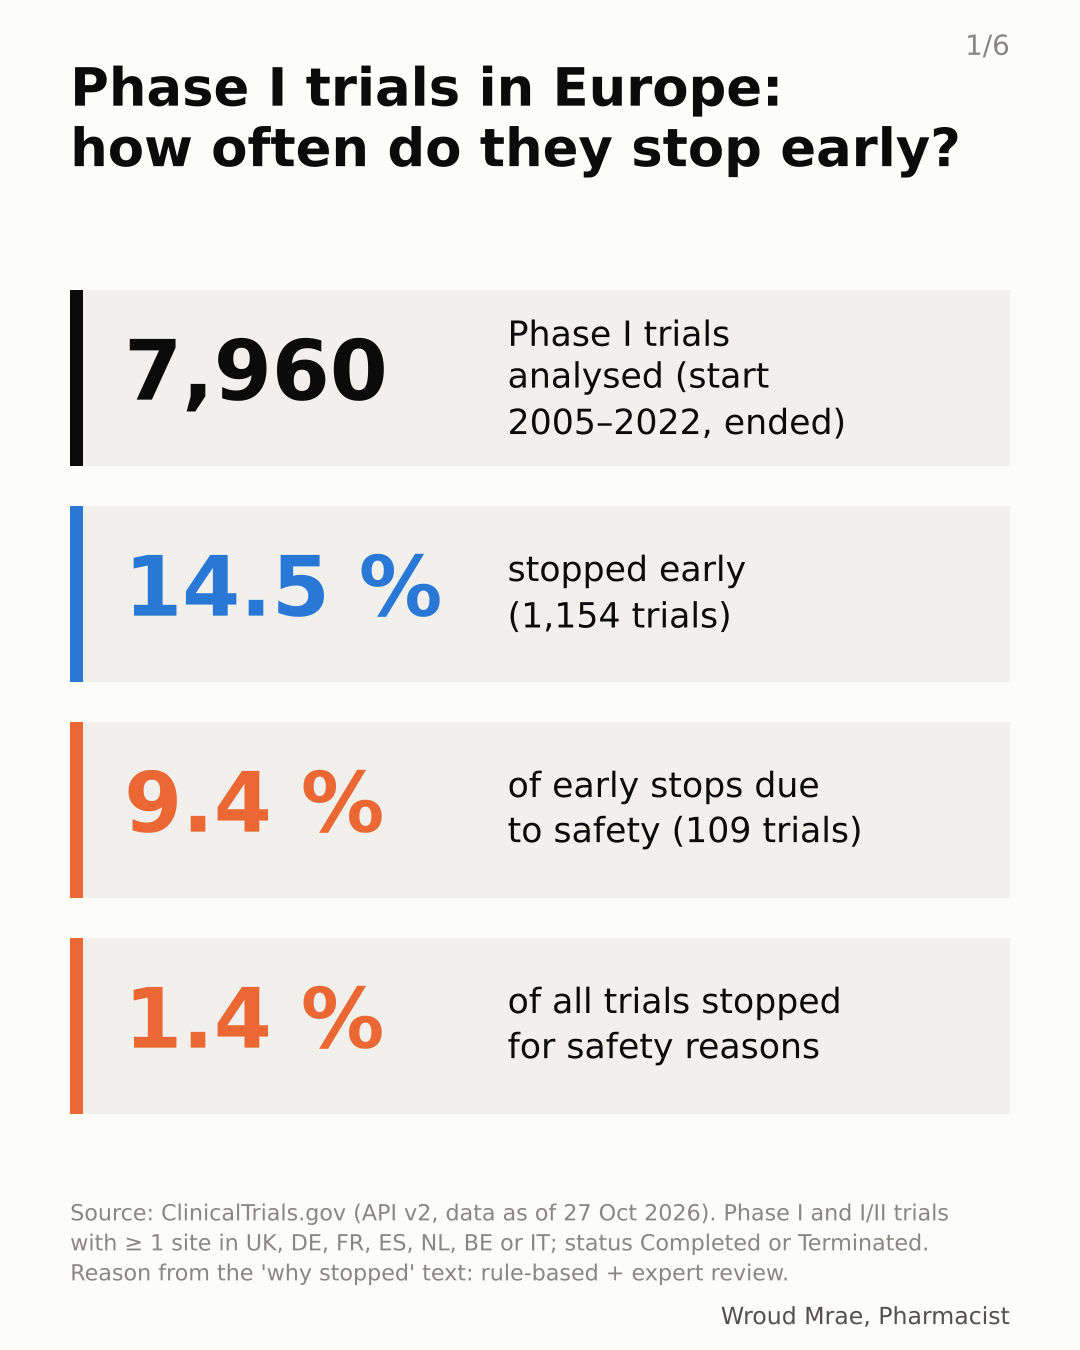 1/6
Phase I trials in Europe:
how often do they stop early?
7,960
Phase I trials
analysed (start
2005–2022, ended)
14.5 %
stopped early
(1,154 trials)
9.4 %
of early stops due
to safety (109 trials)
1.4 %
of all trials stopped
for safety reasons
Source: ClinicalTrials.gov (API v2, data as of 27 Oct 2026). Phase I and I/II trials
with ≥ 1 site in UK, DE, FR, ES, NL, BE or IT; status Completed or Terminated.
Reason from the 'why stopped' text: rule-based + expert review.
Wroud Mrae, Pharmacist